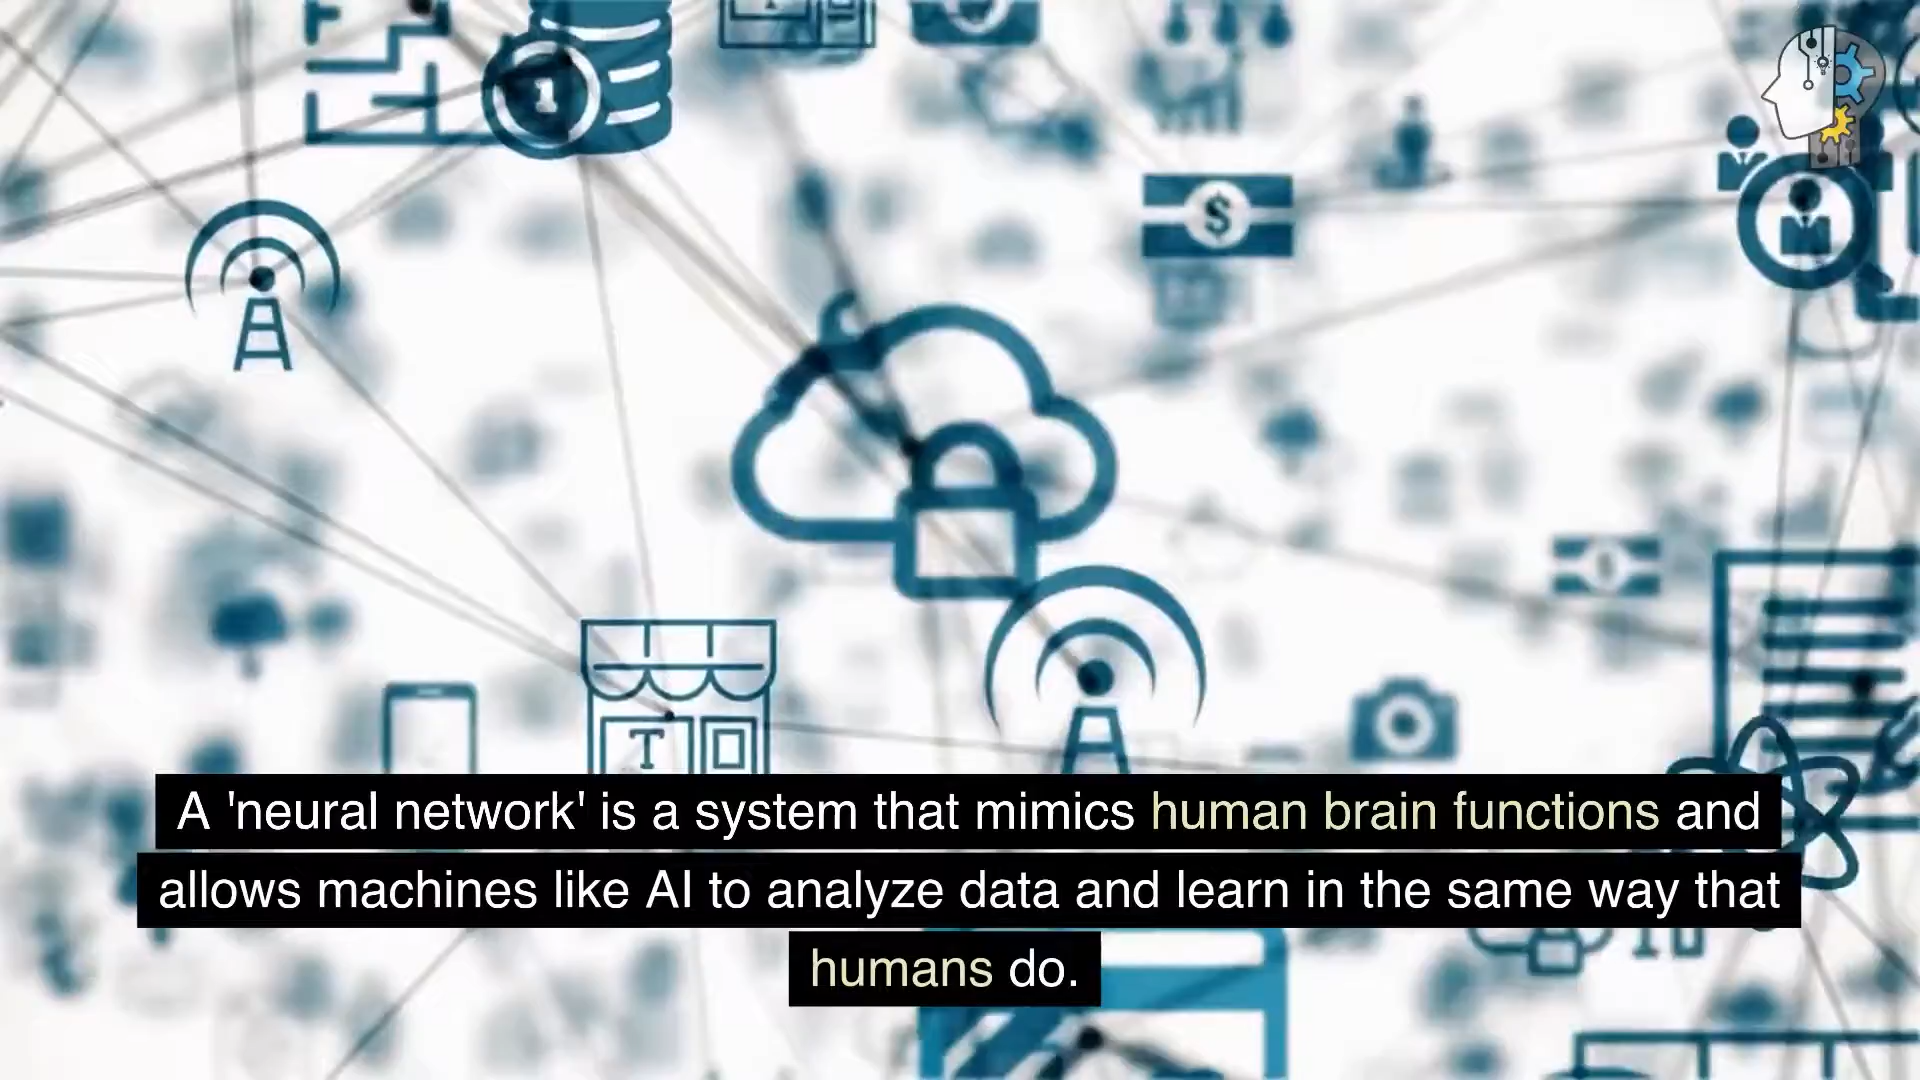 1
$
T
A 'neural network' is a system that mimics human brain functions and
allows machines like AI to analyze data and learn in the same way that
humans do.